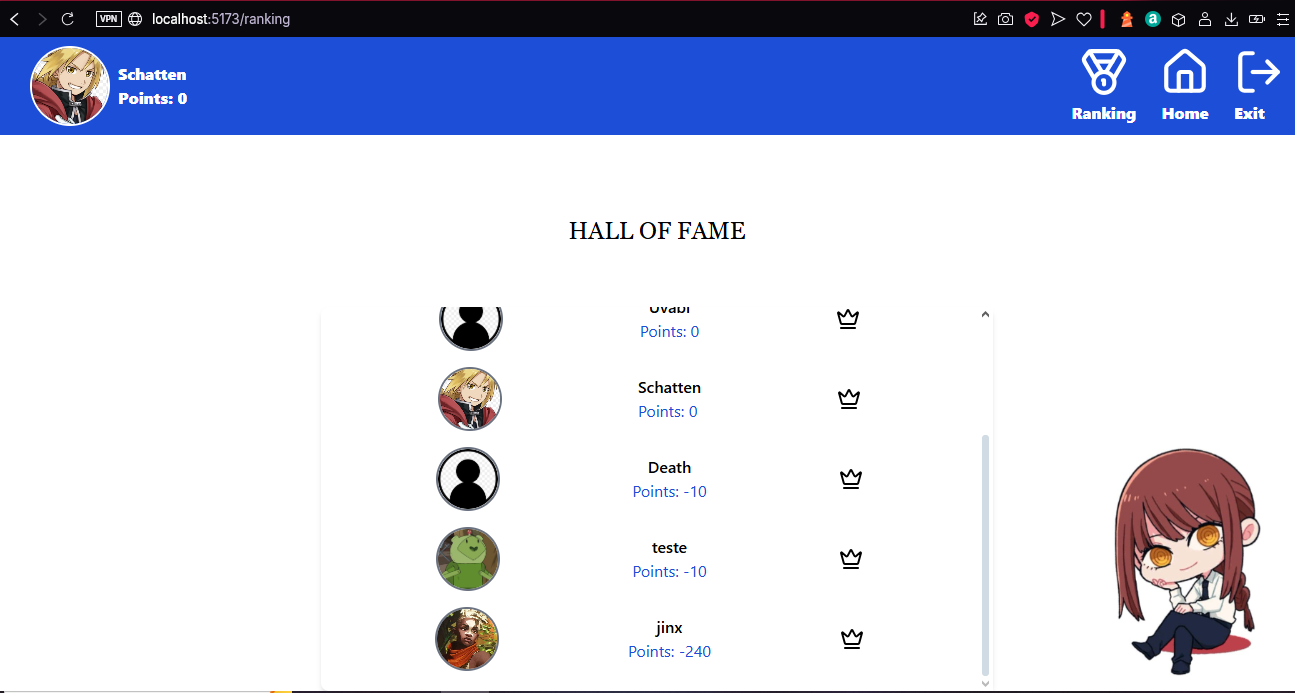 VPN
localhost:5173/ranking
Schatten
Points: 0
1
Ranking
Home
Exit
HALL OF FAME
Points: 0
Schatten
Points: 0
Death
Points: -10
teste
Points: -10
jinx
Points: -240